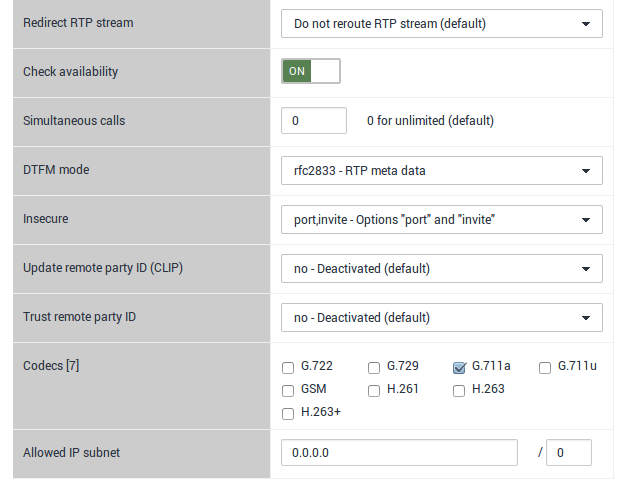 Redirect RTP stream Do not reroute RTP stream (default)
Check availability ON
Simultaneous calls 0 0 for unlimited (default)
DTFM mode rfc2833 - RTP meta data
Insecure port,invite - Options "port" and "invite"
Update remote party ID (CLIP) no - Deactivated (default)
Trust remote party ID no - Deactivated (default)
Codecs [7] G.722 G.729 G.711a G.711u
GSM H.261 H.263
H.263+
Allowed IP subnet 0.0.0.0 / 0